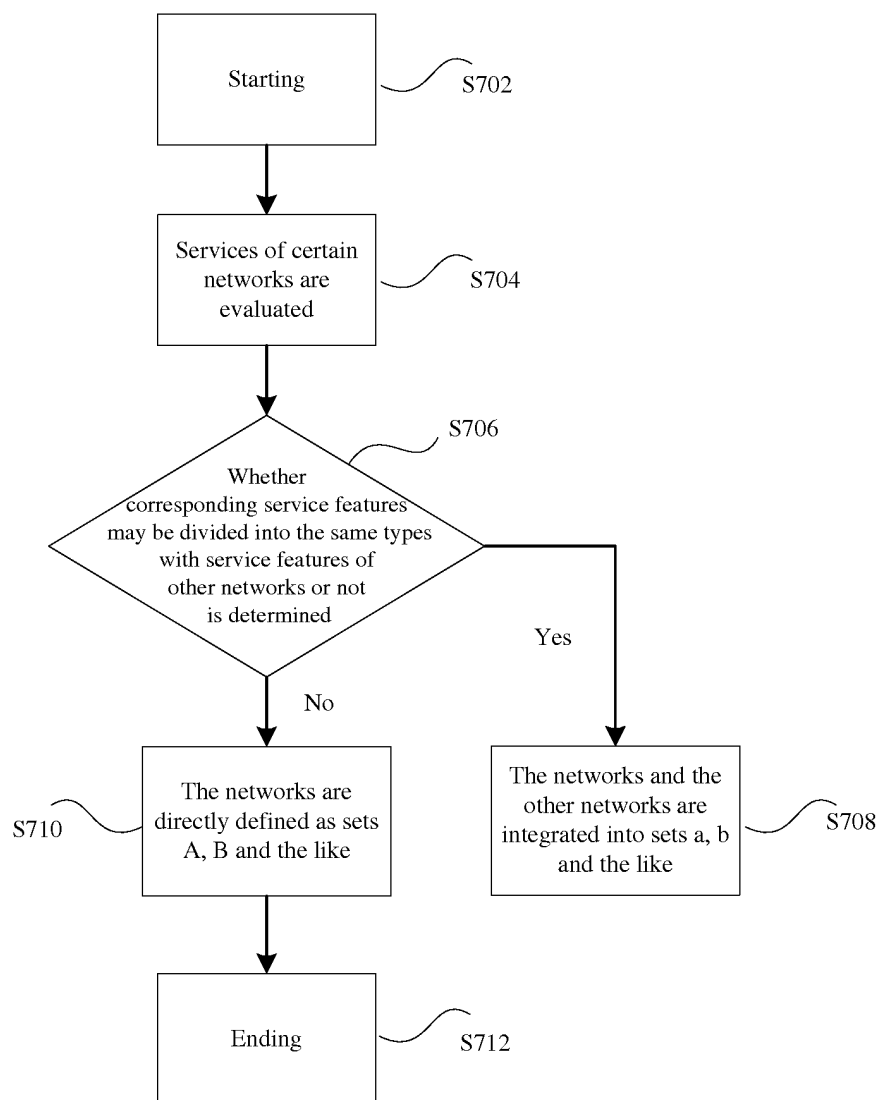 Starting
S702
Services of certain
networks are
evaluated
S704
S706
Whether
corresponding service features
may be divided into the same types
with service features of
other networks or not
is determined
Yes
No
The networks are
directly defined as sets
A, B and the like
S710
The networks and the
other networks are
integrated into sets a, b
and the like
S708
Ending
S712